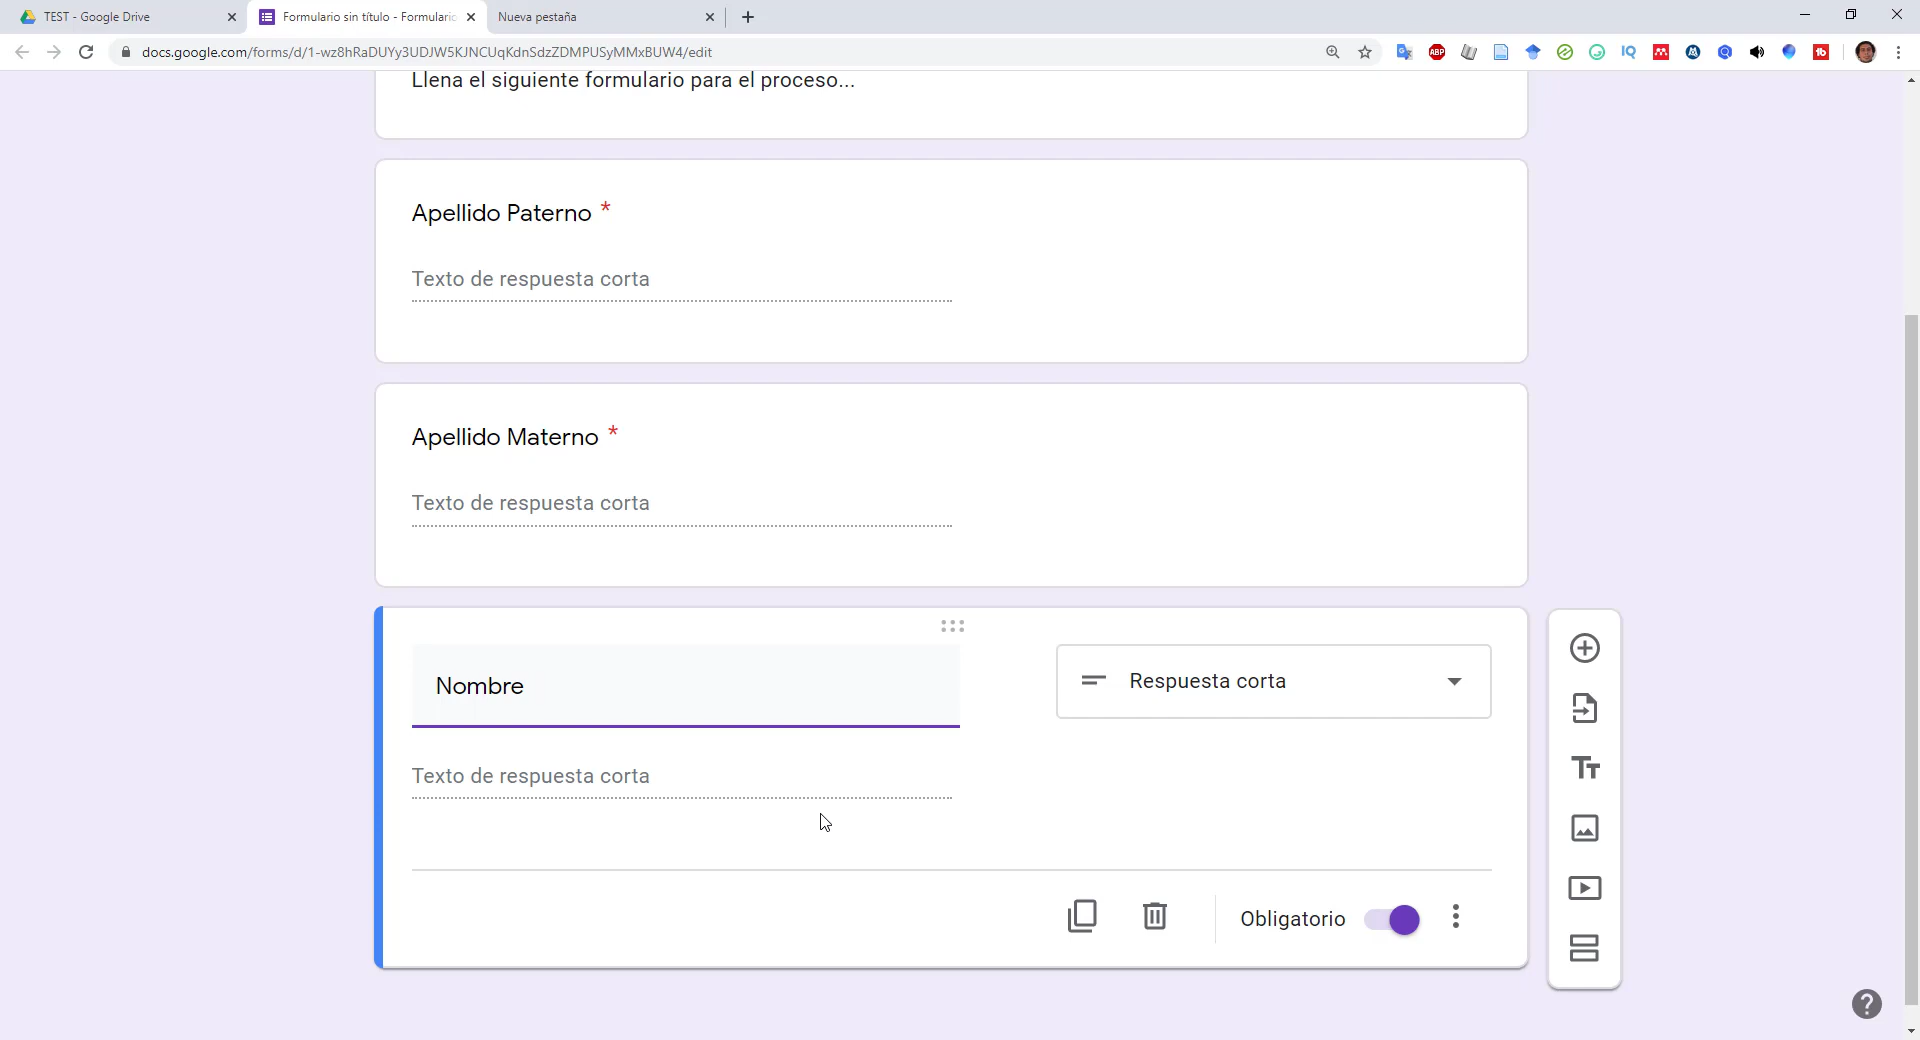 TEST - Google Drive
Formulario sin título - Formulario
Nueva pestaña
docs.google.com/forms/d/1-wz8hRaDUYy3UDJW5KJNCUqKdnSdzZDMPUSyMMxBUW4/edit
ABP
IQ
Llena el siguiente formulario para el proceso...
Apellido Paterno *
Texto de respuesta corta
Apellido Materno *
Texto de respuesta corta
Nombre
Respuesta corta
Texto de respuesta corta
Obligatorio